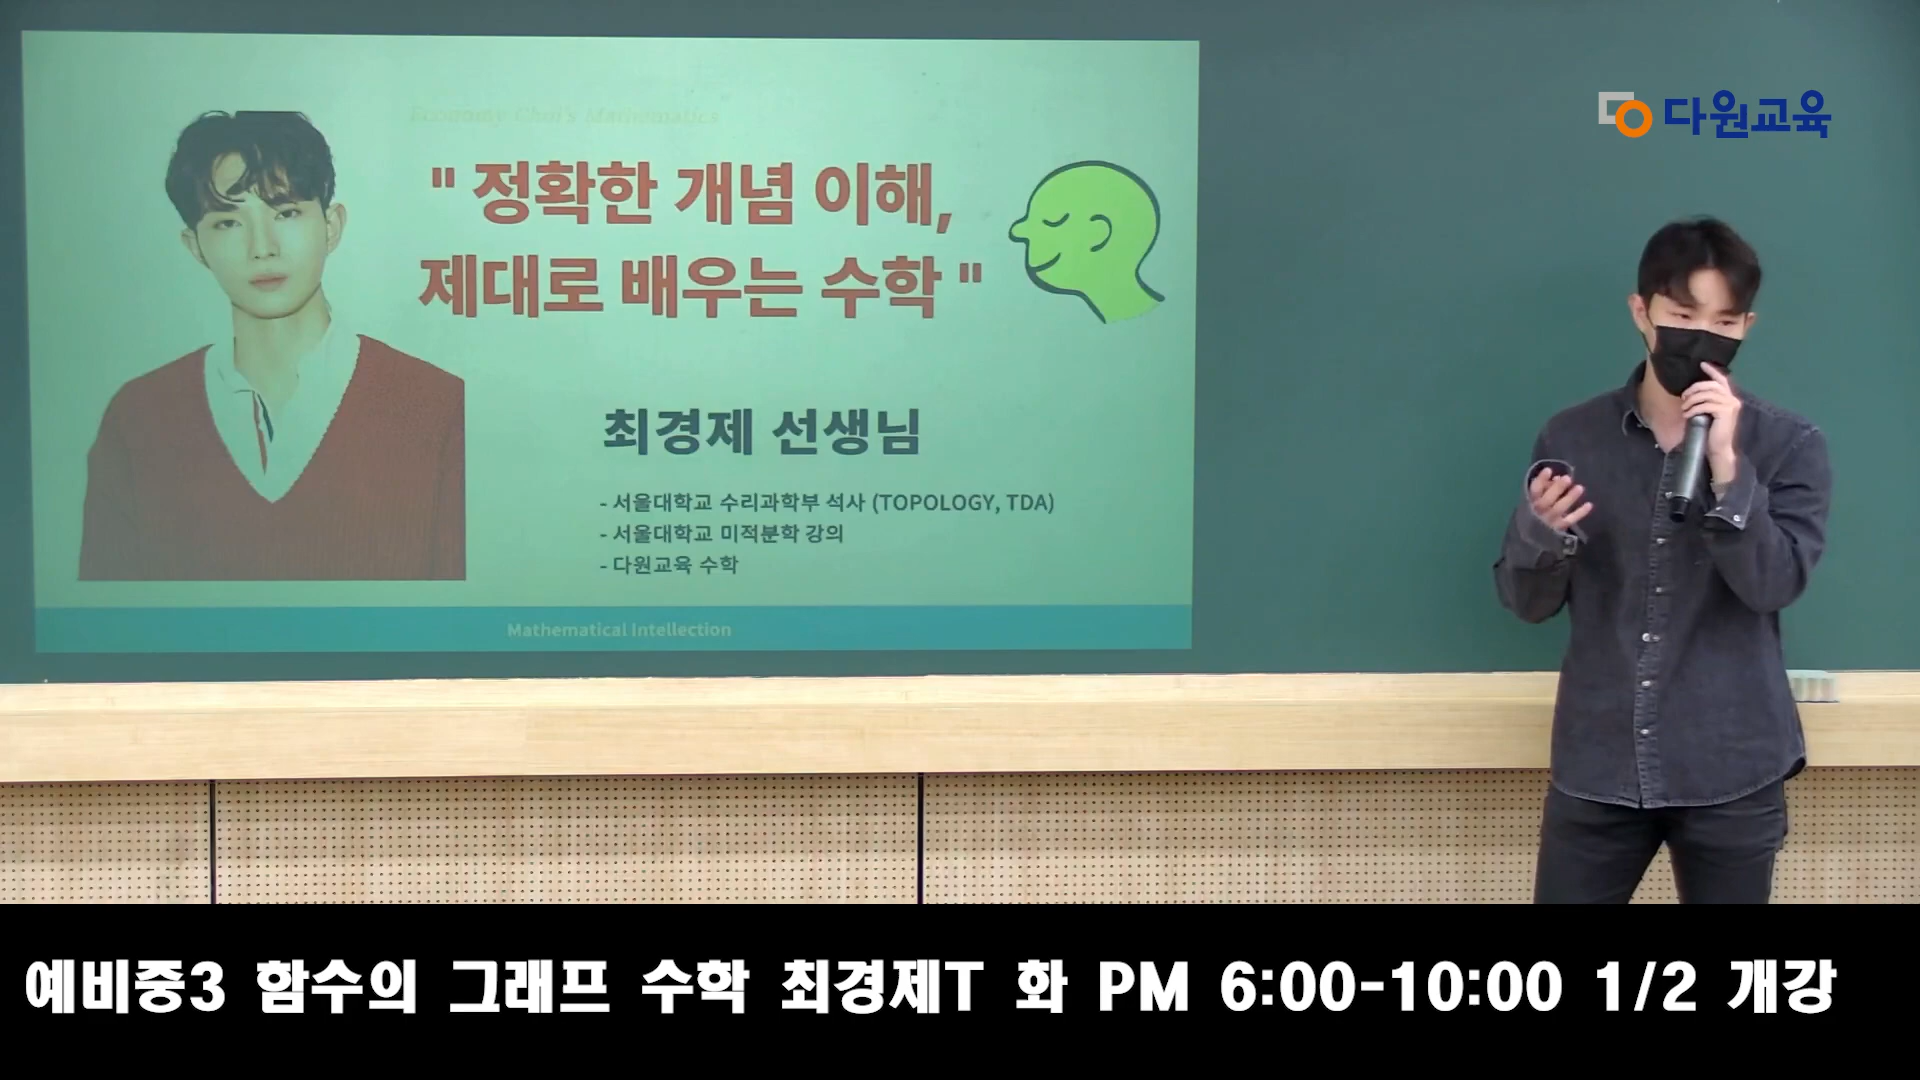 Economy Choi's Mathematics
" 정확한 개념 이해,
제대로 배우는 수학 "
최경제 선생님
- 서울대학교 수리과학부 석사 (TOPOLOGY, TDA)
- 서울대학교 미적분학 강의
- 다원교육 수학
Mathematical Intellection
다원교육
예비중3 함수의 그래프 수학 최경제T 화 PM 6:00-10:00 1/2 개강